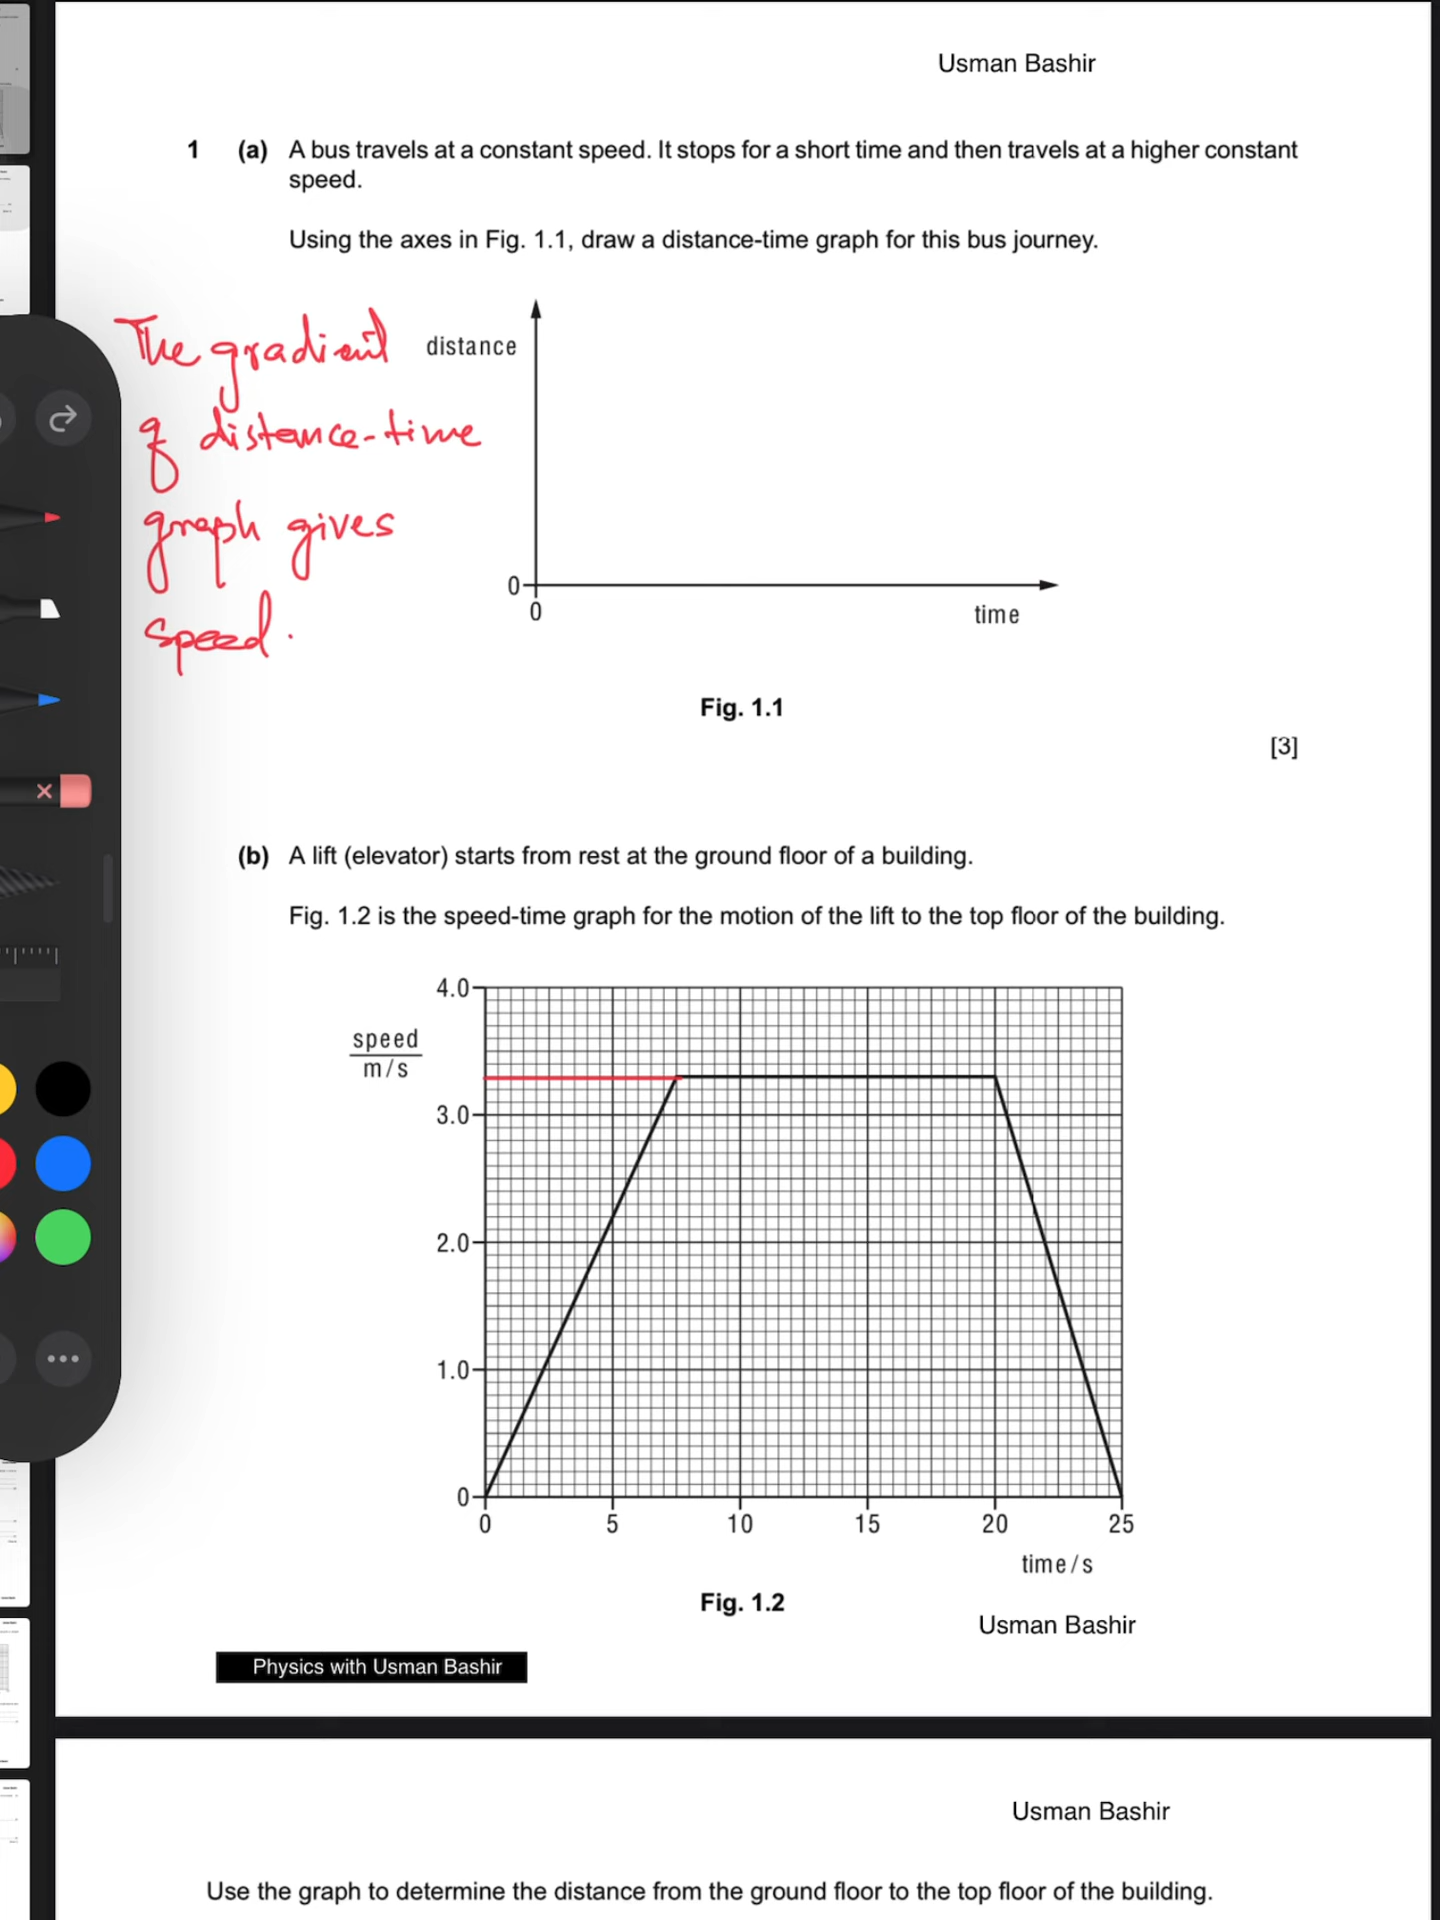 Usman Bashir
1 (a) A bus travels at a constant speed. It stops for a short time and then travels at a higher constant
speed.
Using the axes in Fig. 1.1, draw a distance-time graph for this bus journey.
The gradient
of distance-time
graph gives
speed.
distance
0
0
time
Fig. 1.1
[3]
(b) A lift (elevator) starts from rest at the ground floor of a building.
Fig. 1.2 is the speed-time graph for the motion of the lift to the top floor of the building.
speed
m/s
4.0
3.0
2.0
1.0
0
0 5 10 15 20 25
time/s
Fig. 1.2
Usman Bashir
Physics with Usman Bashir
Usman Bashir
Use the graph to determine the distance from the ground floor to the top floor of the building.